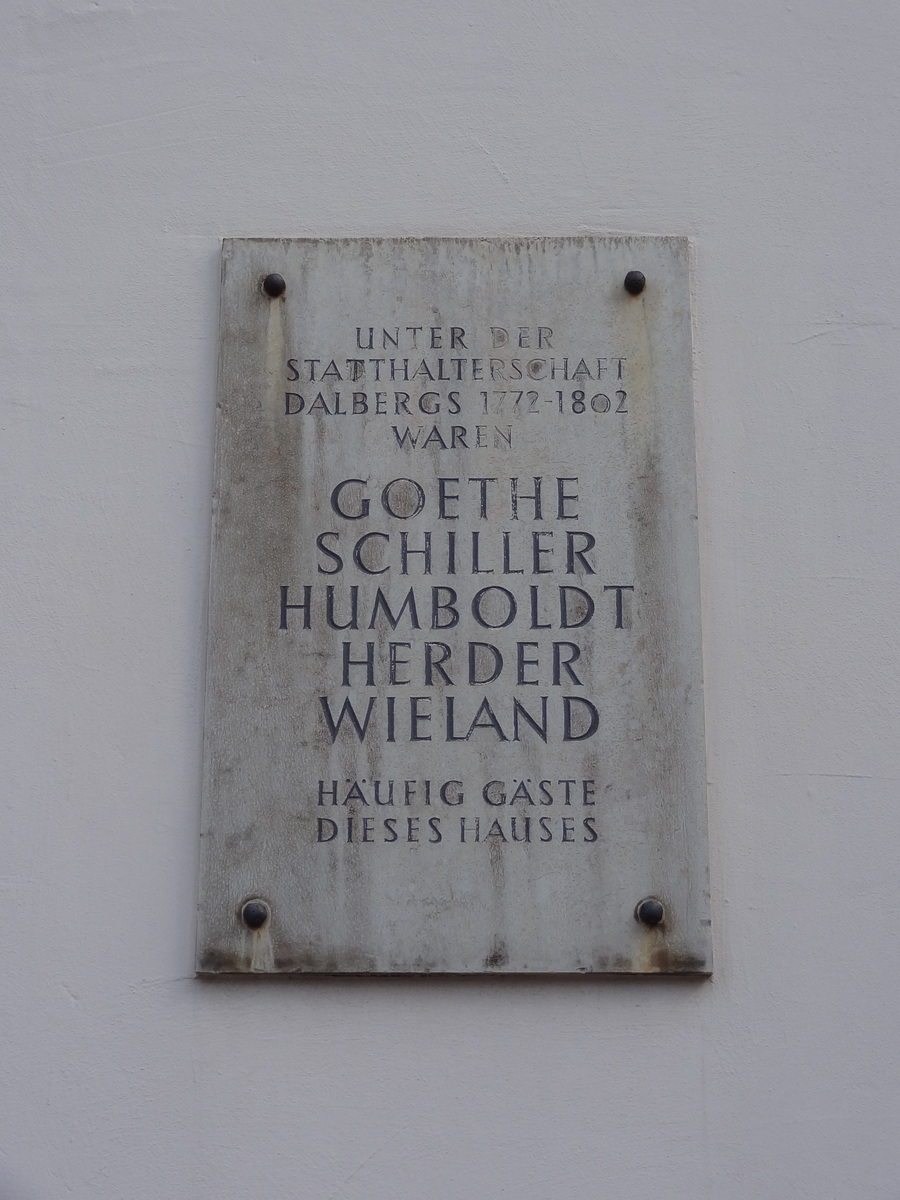 UNTER DER
STATTHALTERSCHAFT
DALBERGS 1772-1802
WAREN
GOETHE
SCHILLER
HUMBOLDT
HERDER
WIELAND
HÄUFIG GÄSTE
DIESES HAUSES